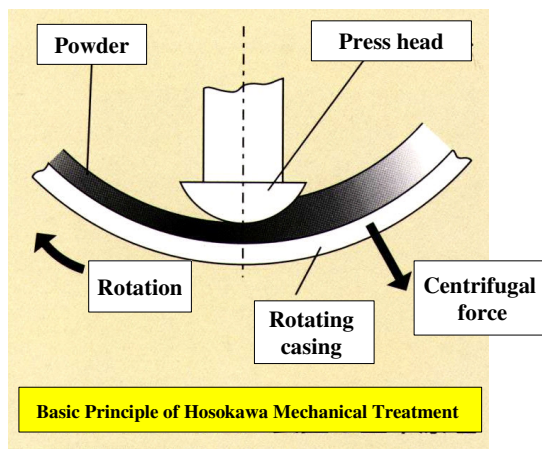 Powder
Press head
Rotation
Rotating
casing
Centrifugal
force
Basic Principle of Hosokawa Mechanical Treatment